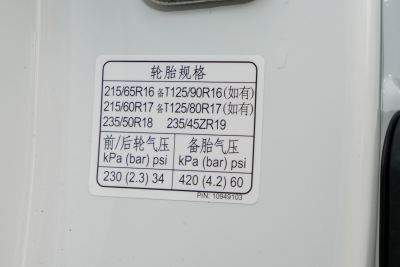 轮胎规格
215/65R16 备T125/90R16(如有)
215/60R17 备T125/80R17(如有)
235/50R18 235/45ZR19
前/后轮气压 备胎气压
kPa (bar) psi kPa (bar) psi
230 (2.3) 34 420 (4.2) 60
P/N: 10949103